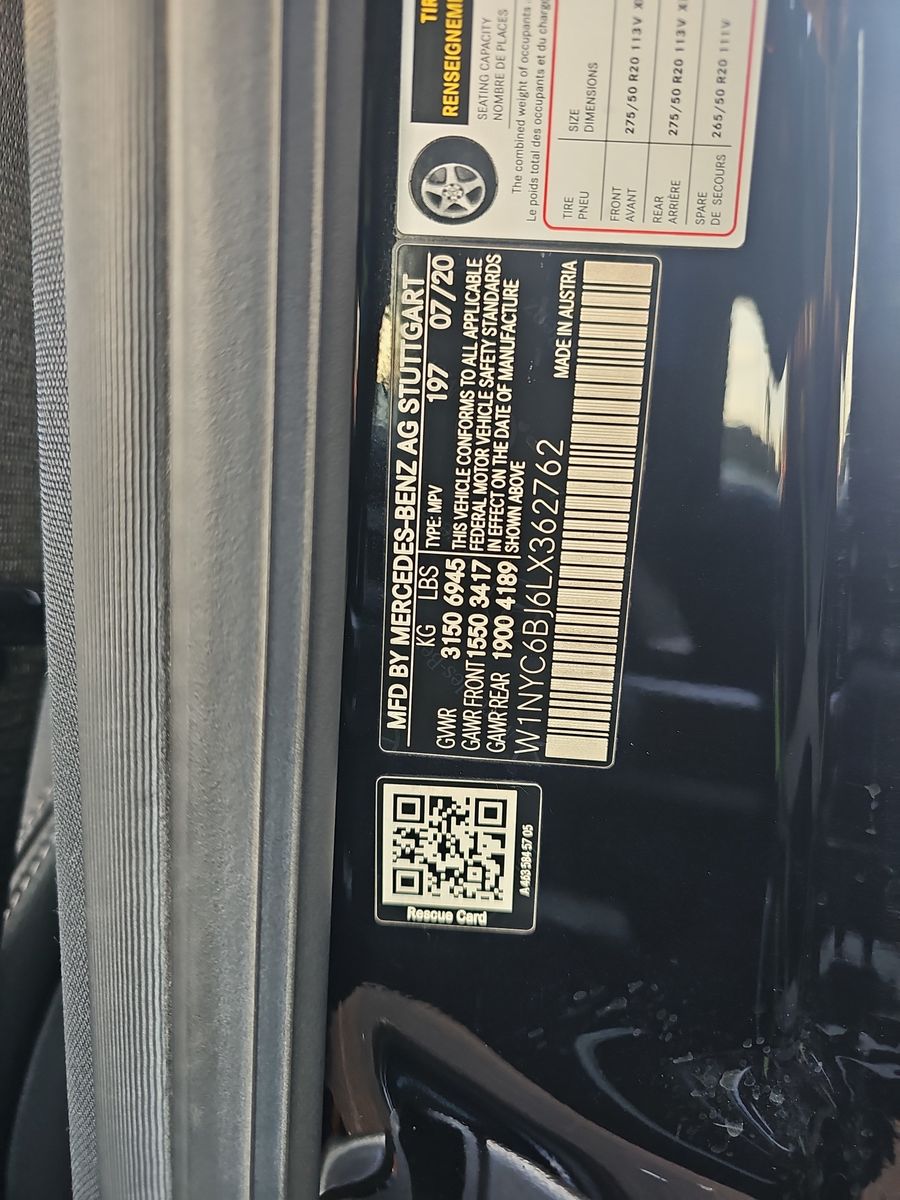 MFD BY MERCEDES-BENZ AG STUTTGART
KG LBS TYPE: MPV 197 07/20
GVWR 3150 6945
GAWR FRONT 1550 3417
GAWR REAR 1900 4189
THIS VEHICLE CONFORMS TO ALL APPLICABLE
FEDERAL MOTOR VEHICLE SAFETY STANDARDS
IN EFFECT ON THE DATE OF MANUFACTURE
SHOWN ABOVE
W1NYC6BJ6LX362762
MADE IN AUSTRIA
Rescue Card
A 463 584 57 05
SEATING CAPACITY
NOMBRE DE PLACES
The combined weight of occupants
Le poids total des occupants et du
TIRE SIZE
PNEU DIMENSIONS
FRONT 275/50 R20 113V
AVANT
REAR 275/50 R20 113V
ARRIÈRE
SPARE 265/50 R20 111V
DE SECOURS